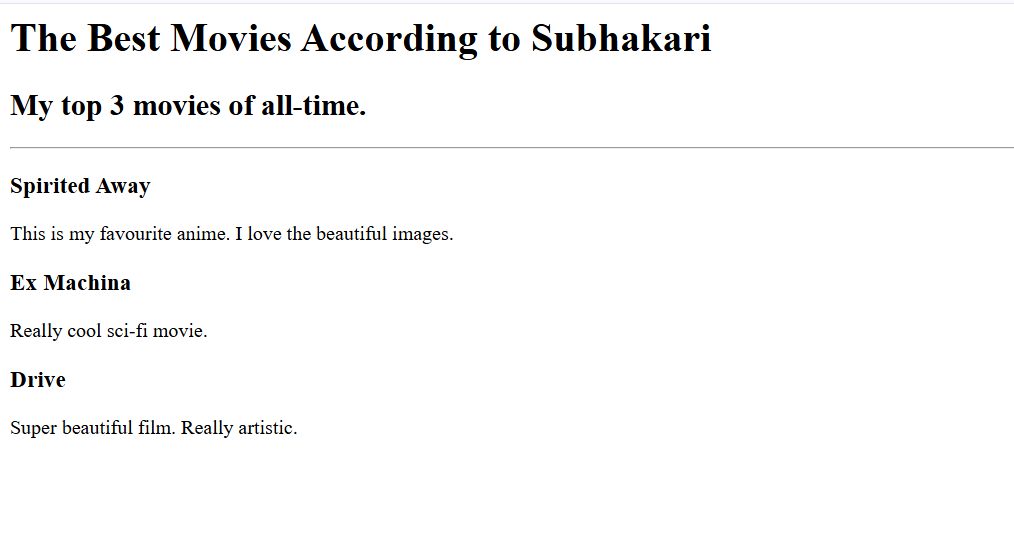 The Best Movies According to Subhakari
My top 3 movies of all-time.
Spirited Away
This is my favourite anime. I love the beautiful images.
Ex Machina
Really cool sci-fi movie.
Drive
Super beautiful film. Really artistic.